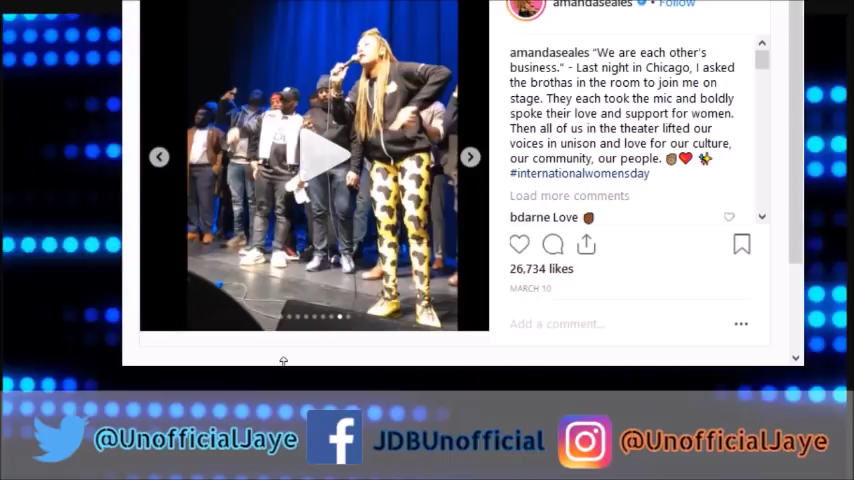 amandaseales • Follow
amandaseales "We are each other's
business." - Last night in Chicago, I asked
the brothas in the room to join me on
stage. They each took the mic and boldly
spoke their love and support for women.
Then all of us in the theater lifted our
voices in unison and love for our culture,
our community, our people. ✊🏾❤️✨
#internationalwomensday
Load more comments
bdarne Love ✊🏾
26,734 likes
MARCH 10
Add a comment...
@UnofficialJaye
JDBUnofficial
@UnofficialJaye